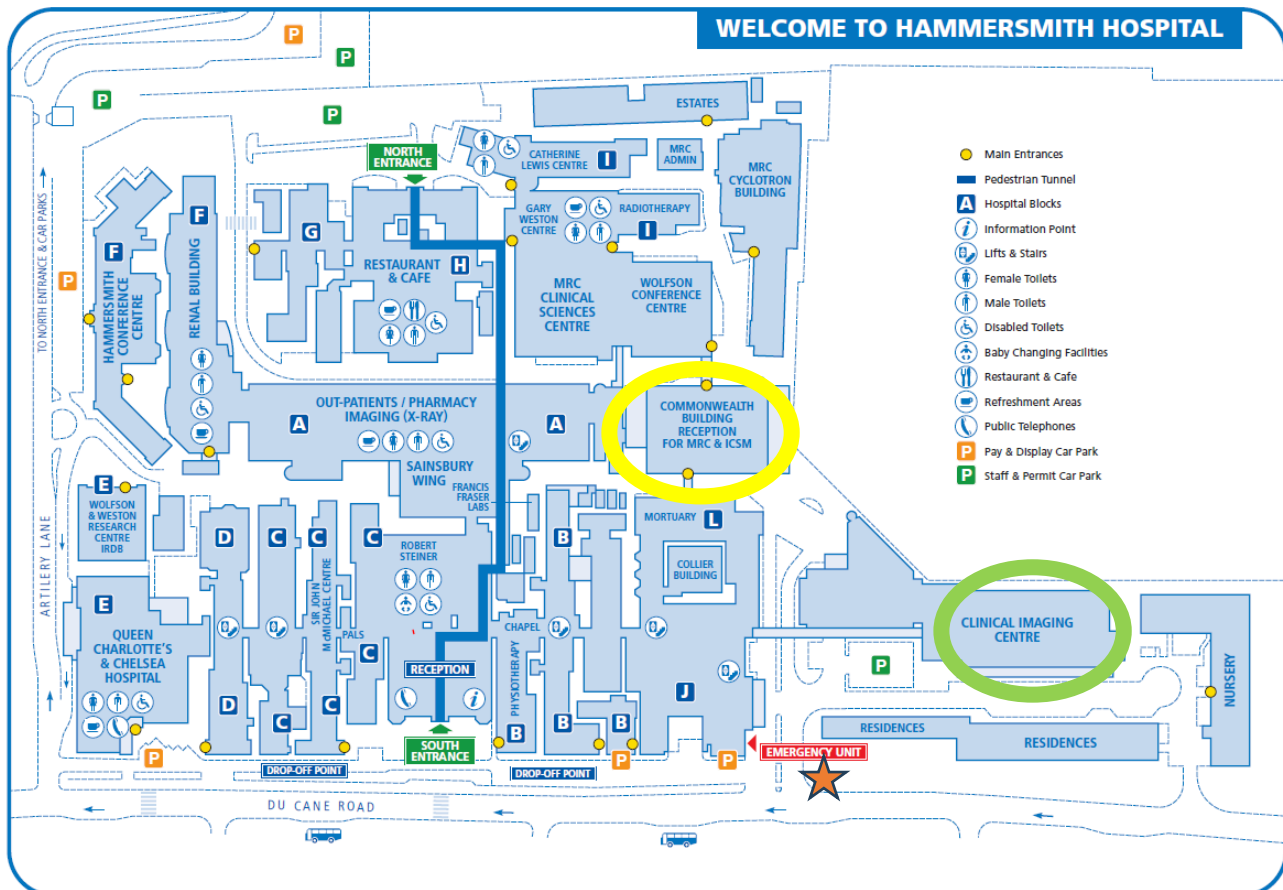 WELCOME TO HAMMERSMITH HOSPITAL
P
P
P
P
P
TO NORTH ENTRANCE & CAR PARKS
ARTILERY LANE
NORTH
ENTRANCE
ESTATES
CATHERINE
LEWIS CENTRE
I
MRC
ADMIN
MRC
CYCLOTRON
BUILDING
F
HAMMERSMITH
CONFERENCE
CENTRE
F
RENAL BUILDING
G
RESTAURANT
& CAFE
H
GARY
WESTON
CENTRE
RADIOTHERAPY
I
MRC
CLINICAL
SCIENCES
CENTRE
WOLFSON
CONFERENCE
CENTRE
Main Entrances
Pedestrian Tunnel
A Hospital Blocks
i Information Point
Lifts & Stairs
Female Toilets
Male Toilets
Disabled Toilets
Baby Changing Facilities
Restaurant & Cafe
Refreshment Areas
Public Telephones
P Pay & Display Car Park
P Staff & Permit Car Park
OUT-PATIENTS / PHARMACY
IMAGING (X-RAY)
A
A
SAINSBURY
WING
COMMONWEALTH
BUILDING
RECEPTION
FOR MRC & ICSM
FRANCIS
FRASER
LABS
E
WOLFSON
& WESTON
RESEARCH
CENTRE
IRDB
D
C
C
C
SIR JOHN
McMICHAEL CENTRE
ROBERT
STEINER
B
MORTUARY
L
COLLIER
BUILDING
E
QUEEN
CHARLOTTE'S
& CHELSEA
HOSPITAL
PALS
C
RECEPTION
i
CHAPEL
PHYSIOTHERAPY
CLINICAL IMAGING
CENTRE
P
NURSERY
D
C
C
B
B
B
J
RESIDENCES
RESIDENCES
P
DROP-OFF POINT
SOUTH
ENTRANCE
DROP-OFF POINT
P
P
EMERGENCY UNIT
DU CANE ROAD